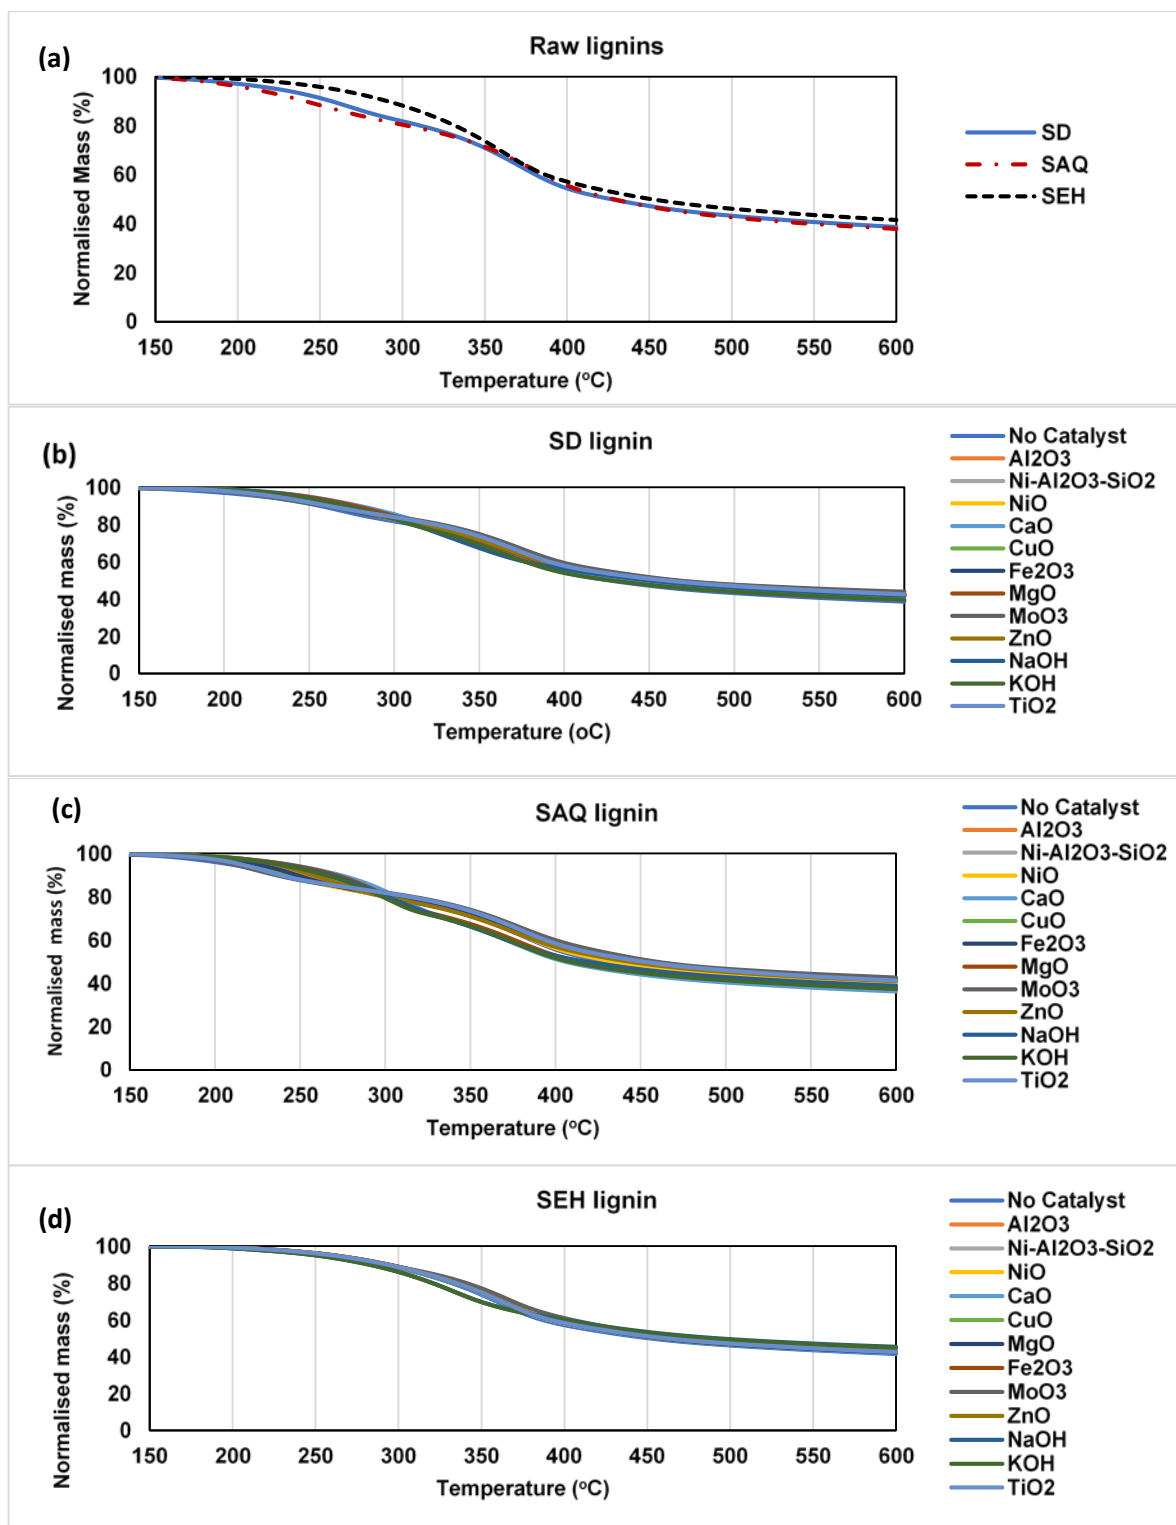 (a)
Raw lignins
Normalised Mass (%)
100
80
60
40
20
0
150 200 250 300 350 400 450 500 550 600
Temperature (oC)
SD
SAQ
SEH
(b)
SD lignin
Normalised mass (%)
100
80
60
40
20
0
150 200 250 300 350 400 450 500 550 600
Temperature (oC)
No Catalyst
Al2O3
Ni-Al2O3-SiO2
NiO
CaO
CuO
Fe2O3
MgO
MoO3
ZnO
NaOH
KOH
TiO2
(c)
SAQ lignin
Normalised mass (%)
100
80
60
40
20
0
150 200 250 300 350 400 450 500 550 600
Temperature (oC)
No Catalyst
Al2O3
Ni-Al2O3-SiO2
NiO
CaO
CuO
Fe2O3
MgO
MoO3
ZnO
NaOH
KOH
TiO2
(d)
SEH lignin
Normalised mass (%)
100
80
60
40
20
0
150 200 250 300 350 400 450 500 550 600
Temperature (oC)
No Catalyst
Al2O3
Ni-Al2O3-SiO2
NiO
CaO
CuO
MgO
Fe2O3
MoO3
ZnO
NaOH
KOH
TiO2